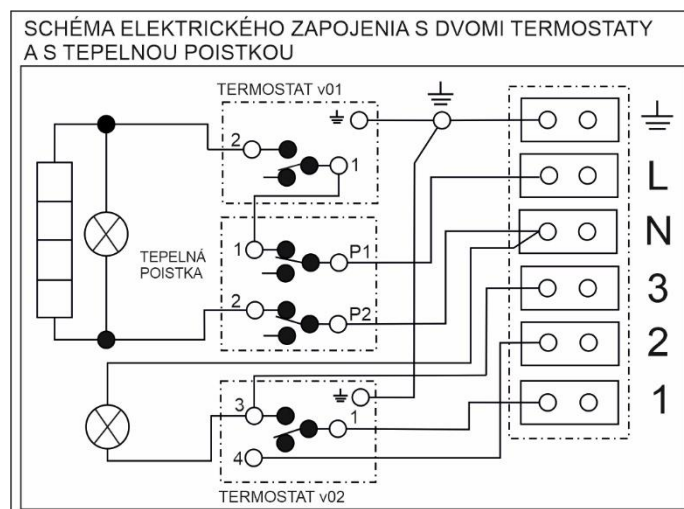 SCHÉMA ELEKTRICKÉHO ZAPOJENIA S DVOMI TERMOSTATY
A S TEPELNOU POISTKOU
TERMOSTAT v01
2
1
L
N
TEPELNÁ
POISTKA
1
P1
2
P2
3
2
3
1
1
4
TERMOSTAT v02